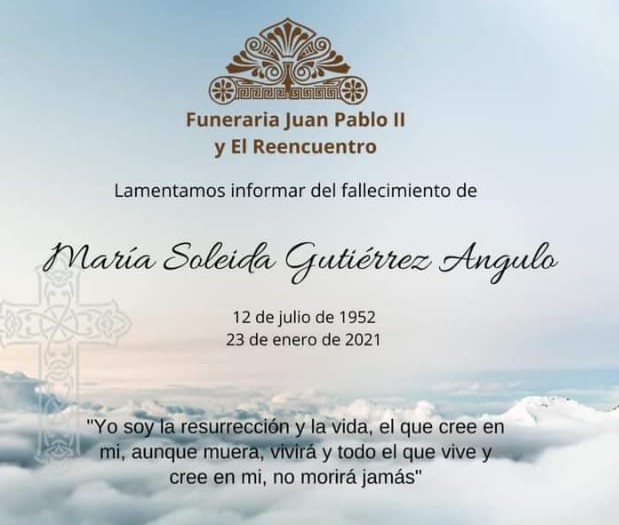 Funeraria Juan Pablo II
y El Reencuentro
Lamentamos informar del fallecimiento de
María Soleida Gutiérrez Angulo
12 de julio de 1952
23 de enero de 2021
"Yo soy la resurrección y la vida, el que cree en
mi, aunque muera, vivirá y todo el que vive y
cree en mi, no morirá jamás"